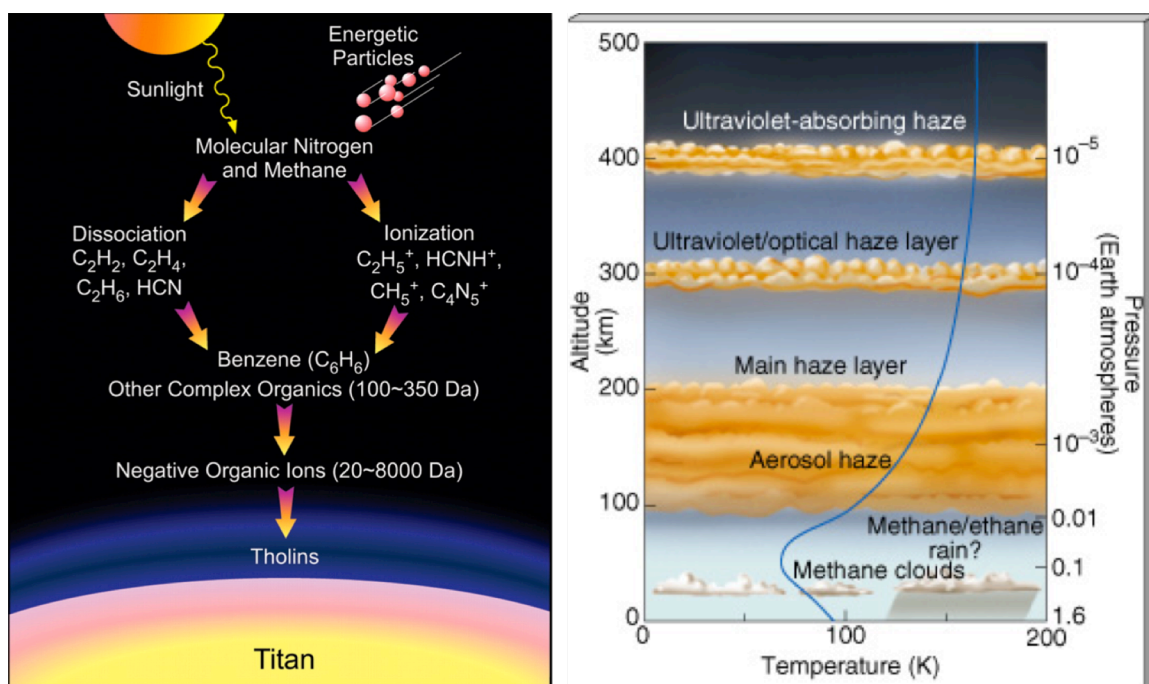 Energetic
Particles
Sunlight
Molecular Nitrogen
and Methane
Dissociation
C₂H₂, C₂H₄,
C₂H₆, HCN
Ionization
C₂H₅⁺, HCNH⁺,
CH₅⁺, C₄N₅⁺
Benzene (C₆H₆)
Other Complex Organics (100~350 Da)
Negative Organic Ions (20~8000 Da)
Tholins
Titan
500
400
300
200
100
0
Altitude
(km)
Ultraviolet-absorbing haze
Ultraviolet/optical haze layer
Main haze layer
Aerosol haze
Methane/ethane
rain?
Methane clouds
10⁻⁵
10⁻⁴
10⁻³
0.01
0.1
1.6
Pressure
(Earth atmospheres)
0
100
200
Temperature (K)